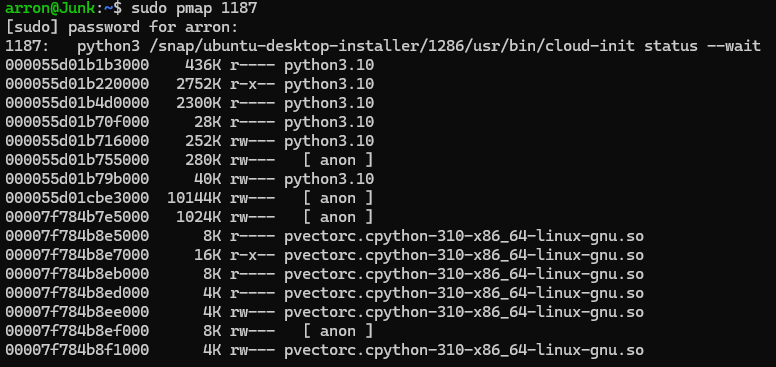 arron@Junk:~$ sudo pmap 1187
[sudo] password for arron:
1187:   python3 /snap/ubuntu-desktop-installer/1286/usr/bin/cloud-init status --wait
000055d01b1b3000    436K r---- python3.10
000055d01b220000   2752K r-x-- python3.10
000055d01b4d0000   2300K r---- python3.10
000055d01b70f000     28K r---- python3.10
000055d01b716000    252K rw--- python3.10
000055d01b755000    280K rw---   [ anon ]
000055d01b79b000     40K rw--- python3.10
000055d01cbe3000  10144K rw---   [ anon ]
00007f784b7e5000   1024K rw---   [ anon ]
00007f784b8e5000      8K r---- pvectorc.cpython-310-x86_64-linux-gnu.so
00007f784b8e7000     16K r-x-- pvectorc.cpython-310-x86_64-linux-gnu.so
00007f784b8eb000      8K r---- pvectorc.cpython-310-x86_64-linux-gnu.so
00007f784b8ed000      4K r---- pvectorc.cpython-310-x86_64-linux-gnu.so
00007f784b8ee000      4K rw--- pvectorc.cpython-310-x86_64-linux-gnu.so
00007f784b8ef000      8K rw---   [ anon ]
00007f784b8f1000      4K rw--- pvectorc.cpython-310-x86_64-linux-gnu.so